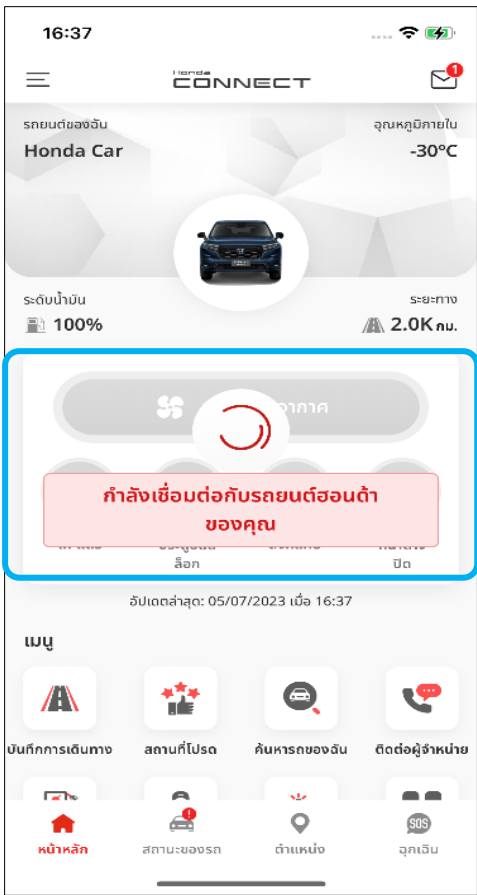 16:37
Honda
CONNECT
1
รถยนต์ของฉัน
อุณหภูมิภายใน
Honda Car
-30°C
ระดับน้ำมัน
ระยะทาง
100%
2.0K กม.
กำลังเชื่อมต่อกับรถยนต์ฮอนด้า
ของคุณ
ล็อก
ปิด
อัปเดตล่าสุด: 05/07/2023 เมื่อ 16:37
เมนู
บันทึกการเดินทาง
สถานที่โปรด
ค้นหารถของฉัน
ติดต่อผู้จำหน่าย
หน้าหลัก
สถานะของรถ
ตำแหน่ง
SOS
ฉุกเฉิน